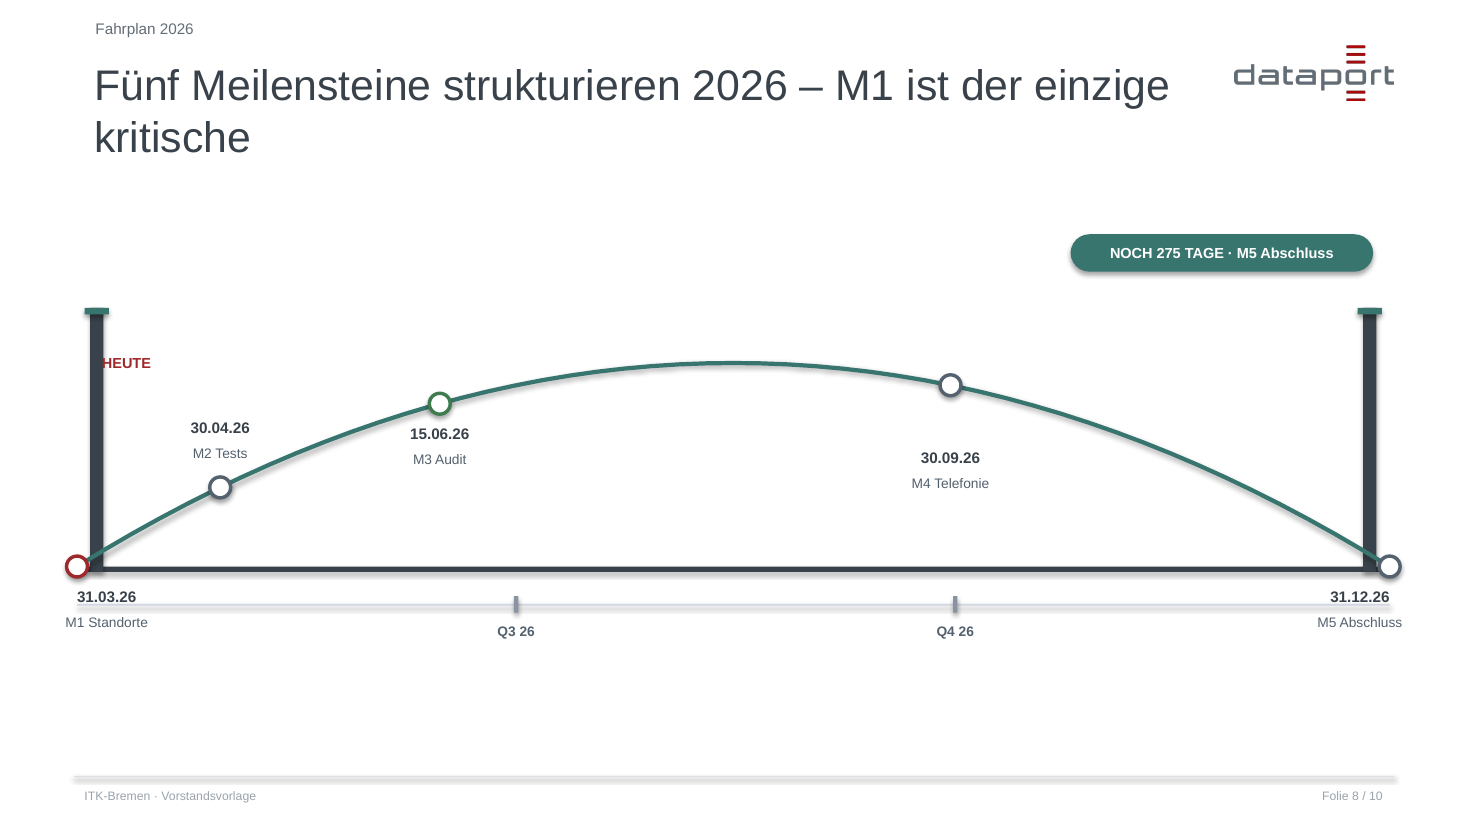 Fahrplan 2026
Fünf Meilensteine strukturieren 2026 – M1 ist der einzige
kritische
dataport
NOCH 275 TAGE · M5 Abschluss
HEUTE
30.04.26
M2 Tests
15.06.26
M3 Audit
30.09.26
M4 Telefonie
31.03.26
M1 Standorte
Q3 26
Q4 26
31.12.26
M5 Abschluss
ITK-Bremen · Vorstandsvorlage
Folie 8 / 10